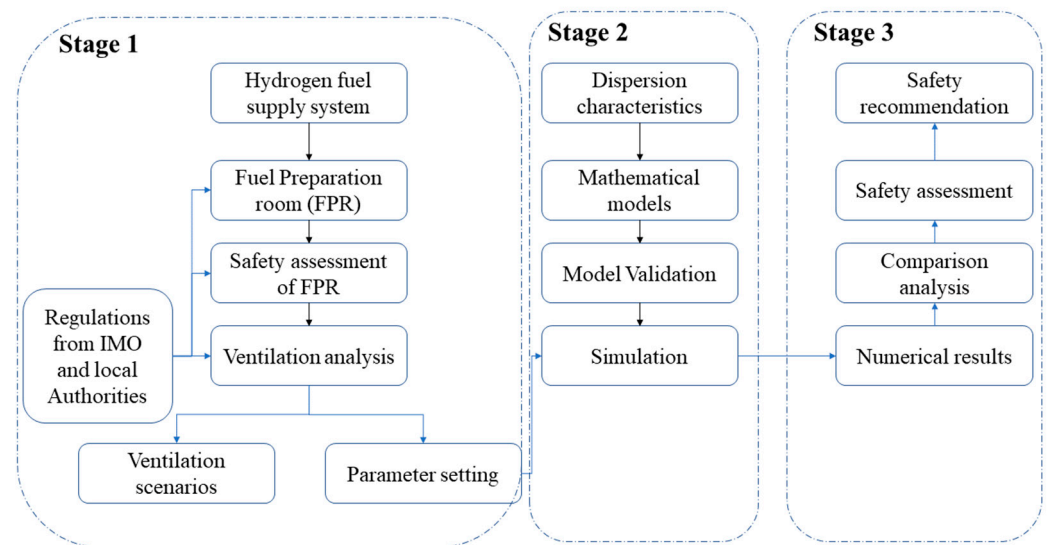 Stage 1
Hydrogen fuel
supply system
Fuel Preparation
room (FPR)
Safety assessment
of FPR
Regulations
from IMO
and local
Authorities
Ventilation analysis
Ventilation
scenarios
Parameter setting
Stage 2
Dispersion
characteristics
Mathematical
models
Model Validation
Simulation
Stage 3
Safety
recommendation
Safety assessment
Comparison
analysis
Numerical results